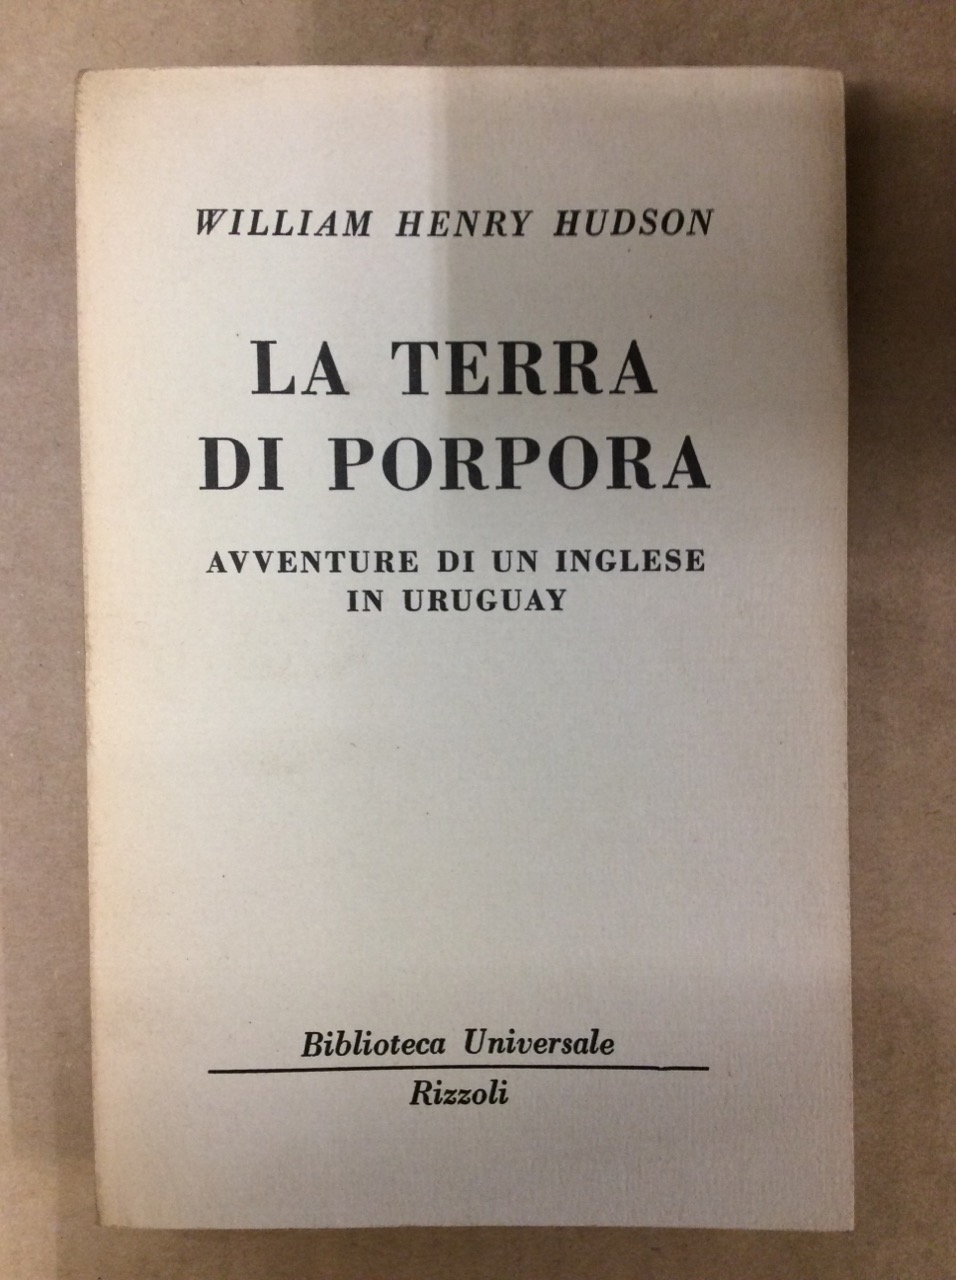 WILLIAM HENRY HUDSON
LA TERRA
DI PORPORA
AVVENTURE DI UN INGLESE
IN URUGUAY
Biblioteca Universale
Rizzoli